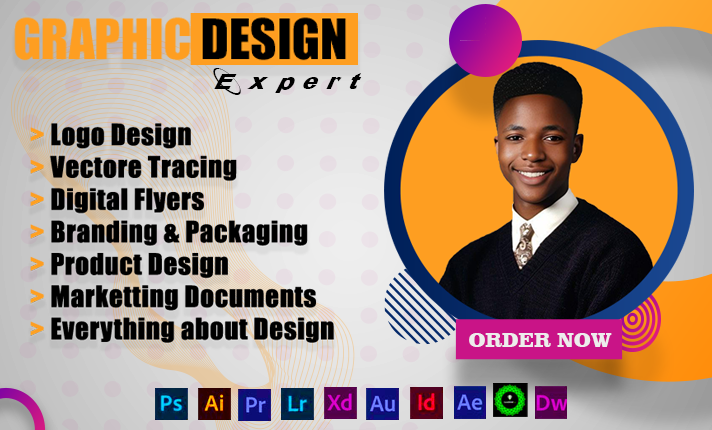 GRAPHIC DESIGN
Expert
> Logo Design
> Vectore Tracing
> Digital Flyers
> Branding & Packaging
> Product Design
> Marketting Documents
> Everything about Design
ORDER NOW
Ps Ai Pr Lr Xd Au Id Ae Dw